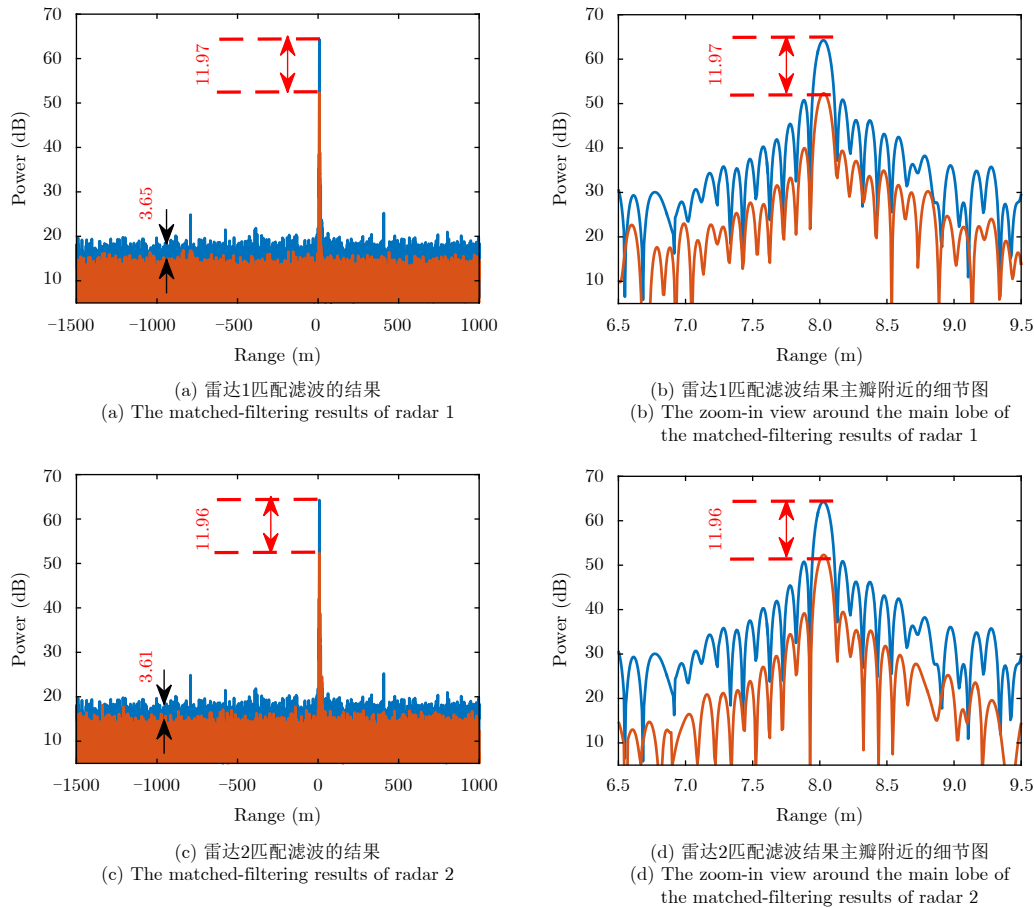 70
60
50
40
30
20
10
Power (dB)
11.97
3.65
−1500 −1000 −500 0 500 1000
Range (m)
(a) 雷达1匹配滤波的结果
(a) The matched-filtering results of radar 1
70
60
50
40
30
20
10
Power (dB)
11.97
6.5 7.0 7.5 8.0 8.5 9.0 9.5
Range (m)
(b) 雷达1匹配滤波结果主瓣附近的细节图
(b) The zoom-in view around the main lobe of
the matched-filtering results of radar 1
70
60
50
40
30
20
10
Power (dB)
11.96
3.61
−1500 −1000 −500 0 500 1000
Range (m)
(c) 雷达2匹配滤波的结果
(c) The matched-filtering results of radar 2
70
60
50
40
30
20
10
Power (dB)
11.96
6.5 7.0 7.5 8.0 8.5 9.0 9.5
Range (m)
(d) 雷达2匹配滤波结果主瓣附近的细节图
(d) The zoom-in view around the main lobe of
the matched-filtering results of radar 2